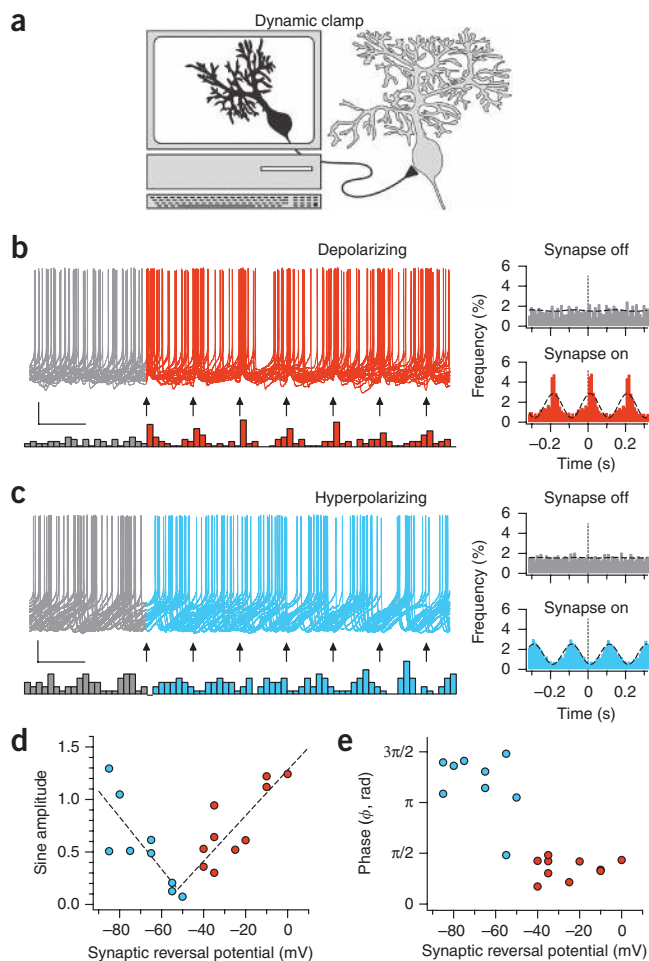 a
Dynamic clamp
b
Depolarizing
Synapse off
Frequency (%)
6
4
2
0
Synapse on
6
4
2
0
−0.2 0 0.2
Time (s)
c
Hyperpolarizing
Synapse off
Frequency (%)
6
4
2
0
Synapse on
6
4
2
0
−0.2 0 0.2
Time (s)
d
Sine amplitude
1.5
1.0
0.5
0.0
−80 −60 −40 −20 0
Synaptic reversal potential (mV)
e
Phase (ϕ, rad)
3π/2
π
π/2
0
−80 −60 −40 −20 0
Synaptic reversal potential (mV)